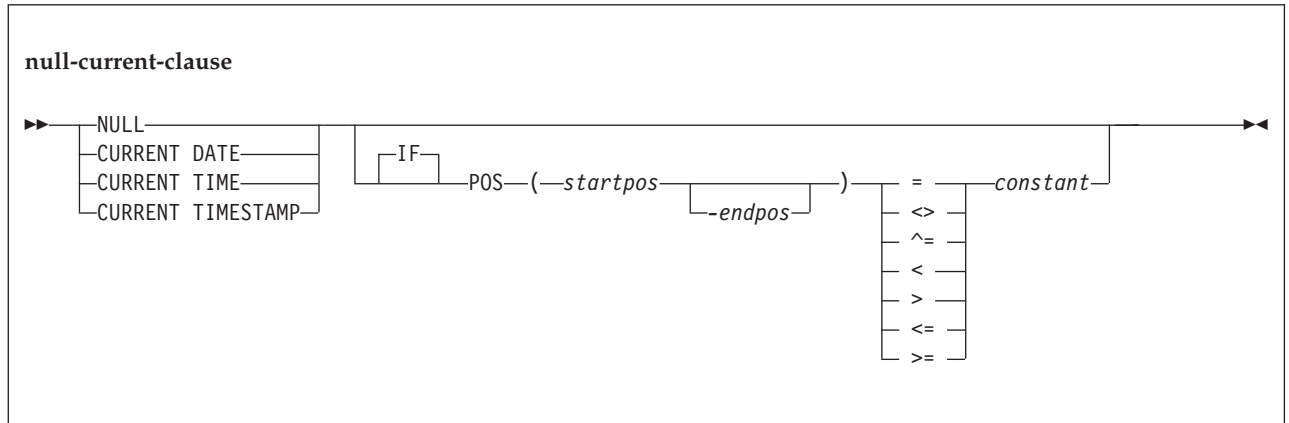 null-current-clause
NULL
CURRENT DATE
CURRENT TIME
CURRENT TIMESTAMP
IF
POS ( startpos -endpos ) = constant
<>
^=
<
>
<=
>=